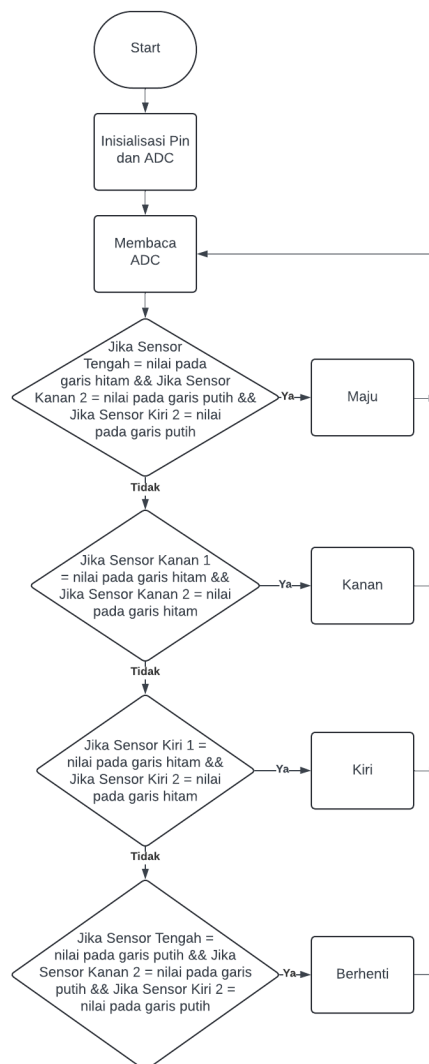 Start
Inisialisasi Pin
dan ADC
Membaca
ADC
Jika Sensor
Tengah = nilai pada
garis hitam && Jika Sensor
Kanan 2 = nilai pada garis putih &&
Jika Sensor Kiri 2 = nilai
pada garis putih
Ya
Maju
Tidak
Jika Sensor Kanan 1
= nilai pada garis hitam &&
Jika Sensor Kanan 2 = nilai
pada garis hitam
Ya
Kanan
Tidak
Jika Sensor Kiri 1 =
nilai pada garis hitam &&
Jika Sensor Kiri 2 = nilai
pada garis hitam
Ya
Kiri
Tidak
Jika Sensor Tengah =
nilai pada garis putih && Jika
Sensor Kanan 2 = nilai pada garis
putih && Jika Sensor Kiri 2 =
nilai pada garis putih
Ya
Berhenti